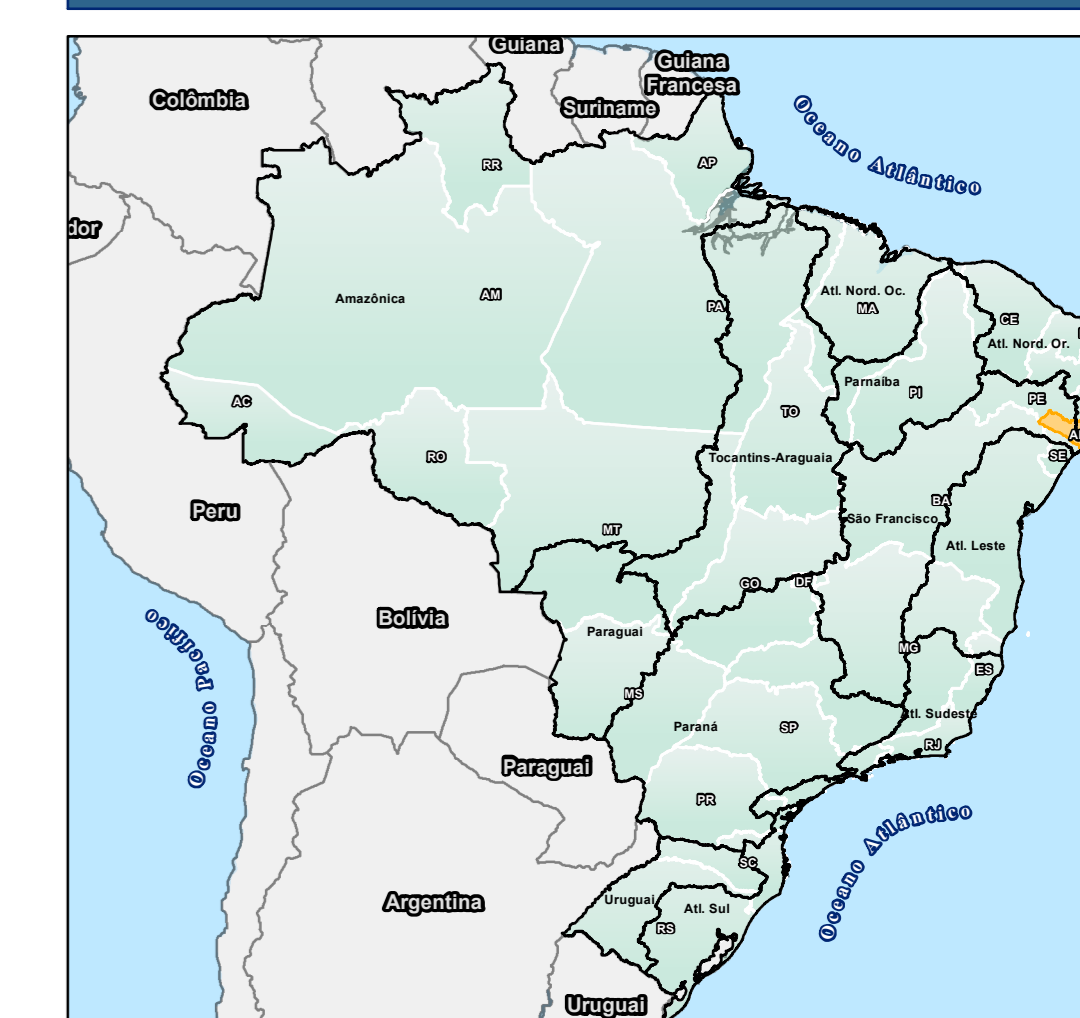 Guiana
Guiana
Francesa
Colômbia
Suriname
Oceano Atlântico
RR
AP
dor
Amazônica
AM
PA
Atl. Nord. Oc.
MA
CE
Atl. Nord. Or.
Parnaíba
PI
PE
AC
TO
RO
Tocantins-Araguaia
SE
Peru
BA
São Francisco
MT
Atl. Leste
GO
DF
Bolívia
Oceano Pacífico
Paraguai
MG
ES
MS
Atl. Sudeste
Paraná
SP
RJ
Paraguai
PR
Oceano Atlântico
SC
Argentina
Uruguai
Atl. Sul
RS
Uruguai